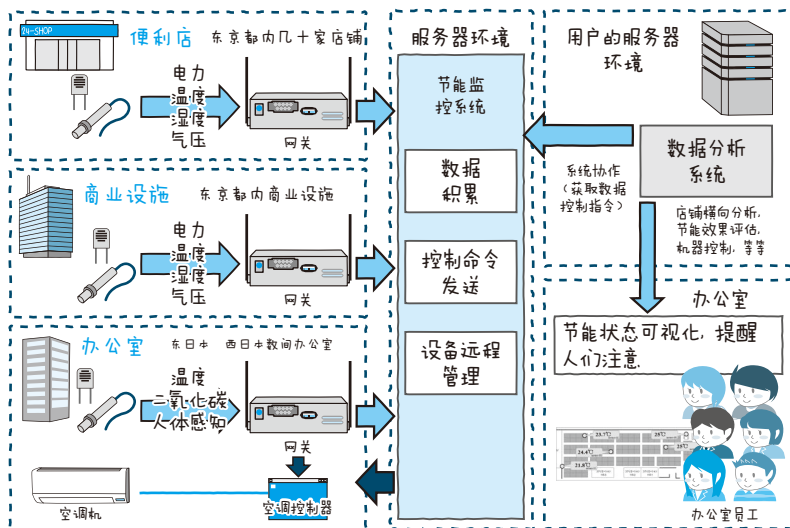 24-SHOP
便利店
东京都内几十家店铺
电力
温度
湿度
气压
网关
商业设施
东京都内商业设施
电力
温度
湿度
气压
网关
办公室
东日本 西日本数间办公室
温度
二氧化碳
人体感知
网关
空调机
空调控制器
服务器环境
节能监
控系统
数据
积累
控制命令
发送
设备远程
管理
用户的服务器
环境
数据分析
系统
系统协作
(获取数据
控制指令)
店铺横向分析,
节能效果评估,
机器控制, 等等
办公室
节能状态可视化, 提醒
人们注意.
办公室员工